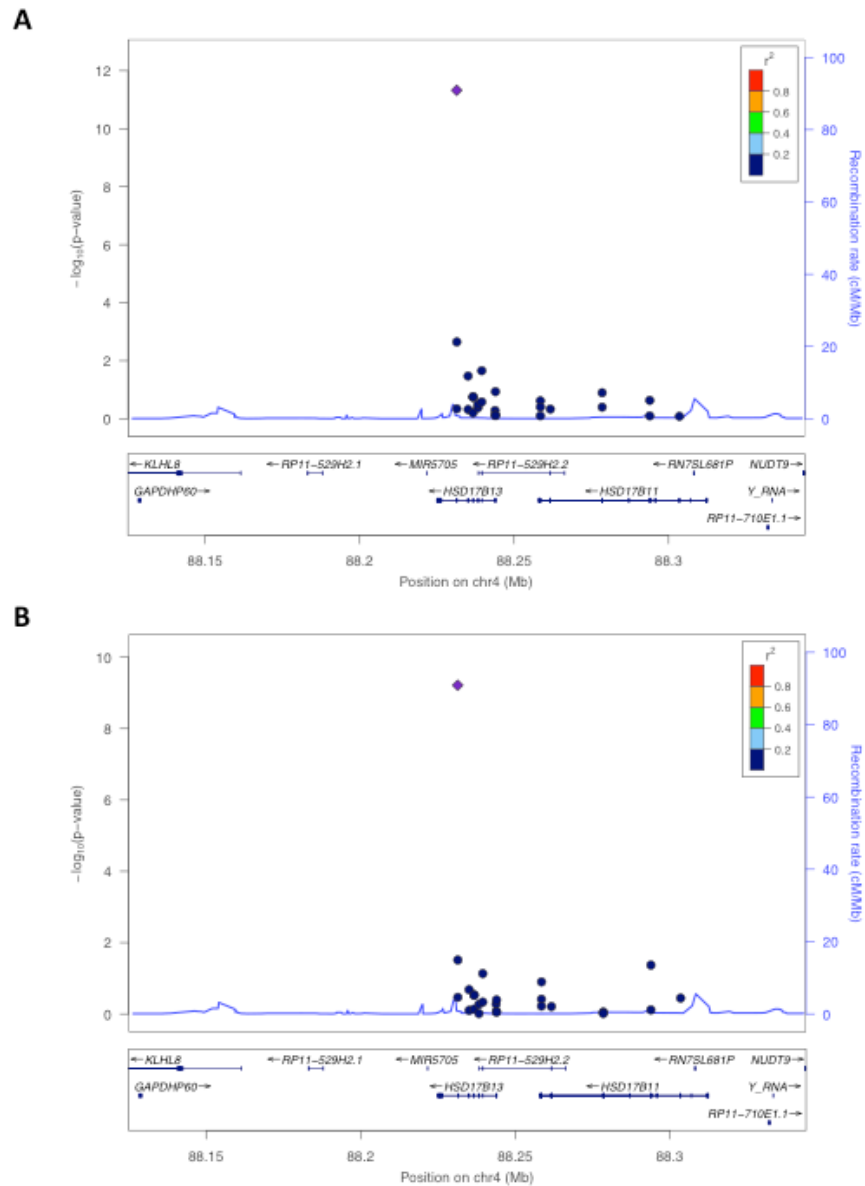 A
r²
0.8
0.6
0.4
0.2
12
10
8
6
4
2
0
−log₁₀(p−value)
100
80
60
40
20
0
Recombination rate (cM/Mb)
←KLHL8 ←RP11−529H2.1 ←MIR5705 ←RP11−529H2.2 ←RN7SL681P NUDT9→
GAPDHP60→ ←HSD17B13 ←HSD17B11 Y_RNA→
RP11−710E1.1→
88.15 88.2 88.25 88.3
Position on chr4 (Mb)
B
r²
0.8
0.6
0.4
0.2
10
8
6
4
2
0
−log₁₀(p−value)
100
80
60
40
20
0
Recombination rate (cM/Mb)
←KLHL8 ←RP11−529H2.1 ←MIR5705 ←RP11−529H2.2 ←RN7SL681P NUDT9→
GAPDHP60→ ←HSD17B13 ←HSD17B11 Y_RNA→
RP11−710E1.1→
88.15 88.2 88.25 88.3
Position on chr4 (Mb)